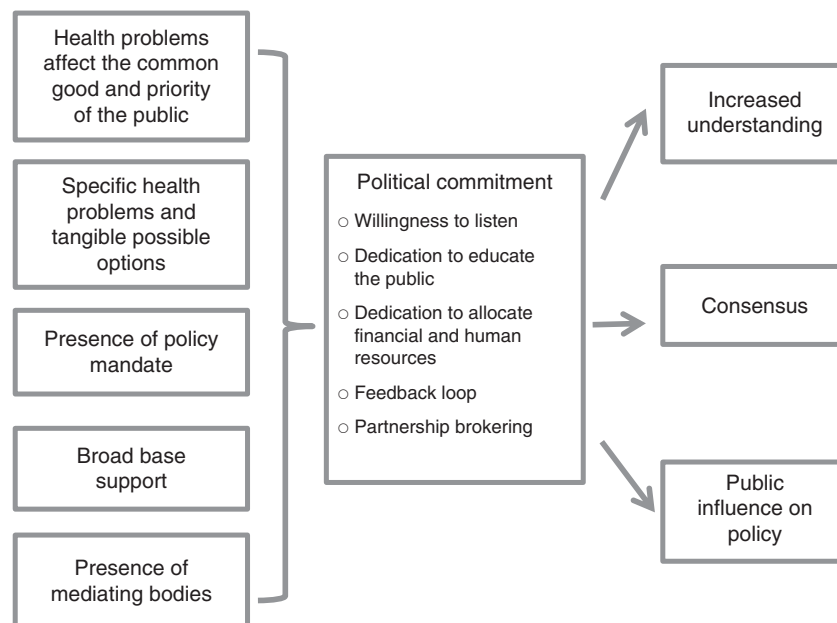 Health problems
affect the common
good and priority
of the public
Specific health
problems and
tangible possible
options
Presence of policy
mandate
Broad base
support
Presence of
mediating bodies
Political commitment
○ Willingness to listen
○ Dedication to educate
the public
○ Dedication to allocate
financial and human
resources
○ Feedback loop
○ Partnership brokering
Increased
understanding
Consensus
Public
influence on
policy